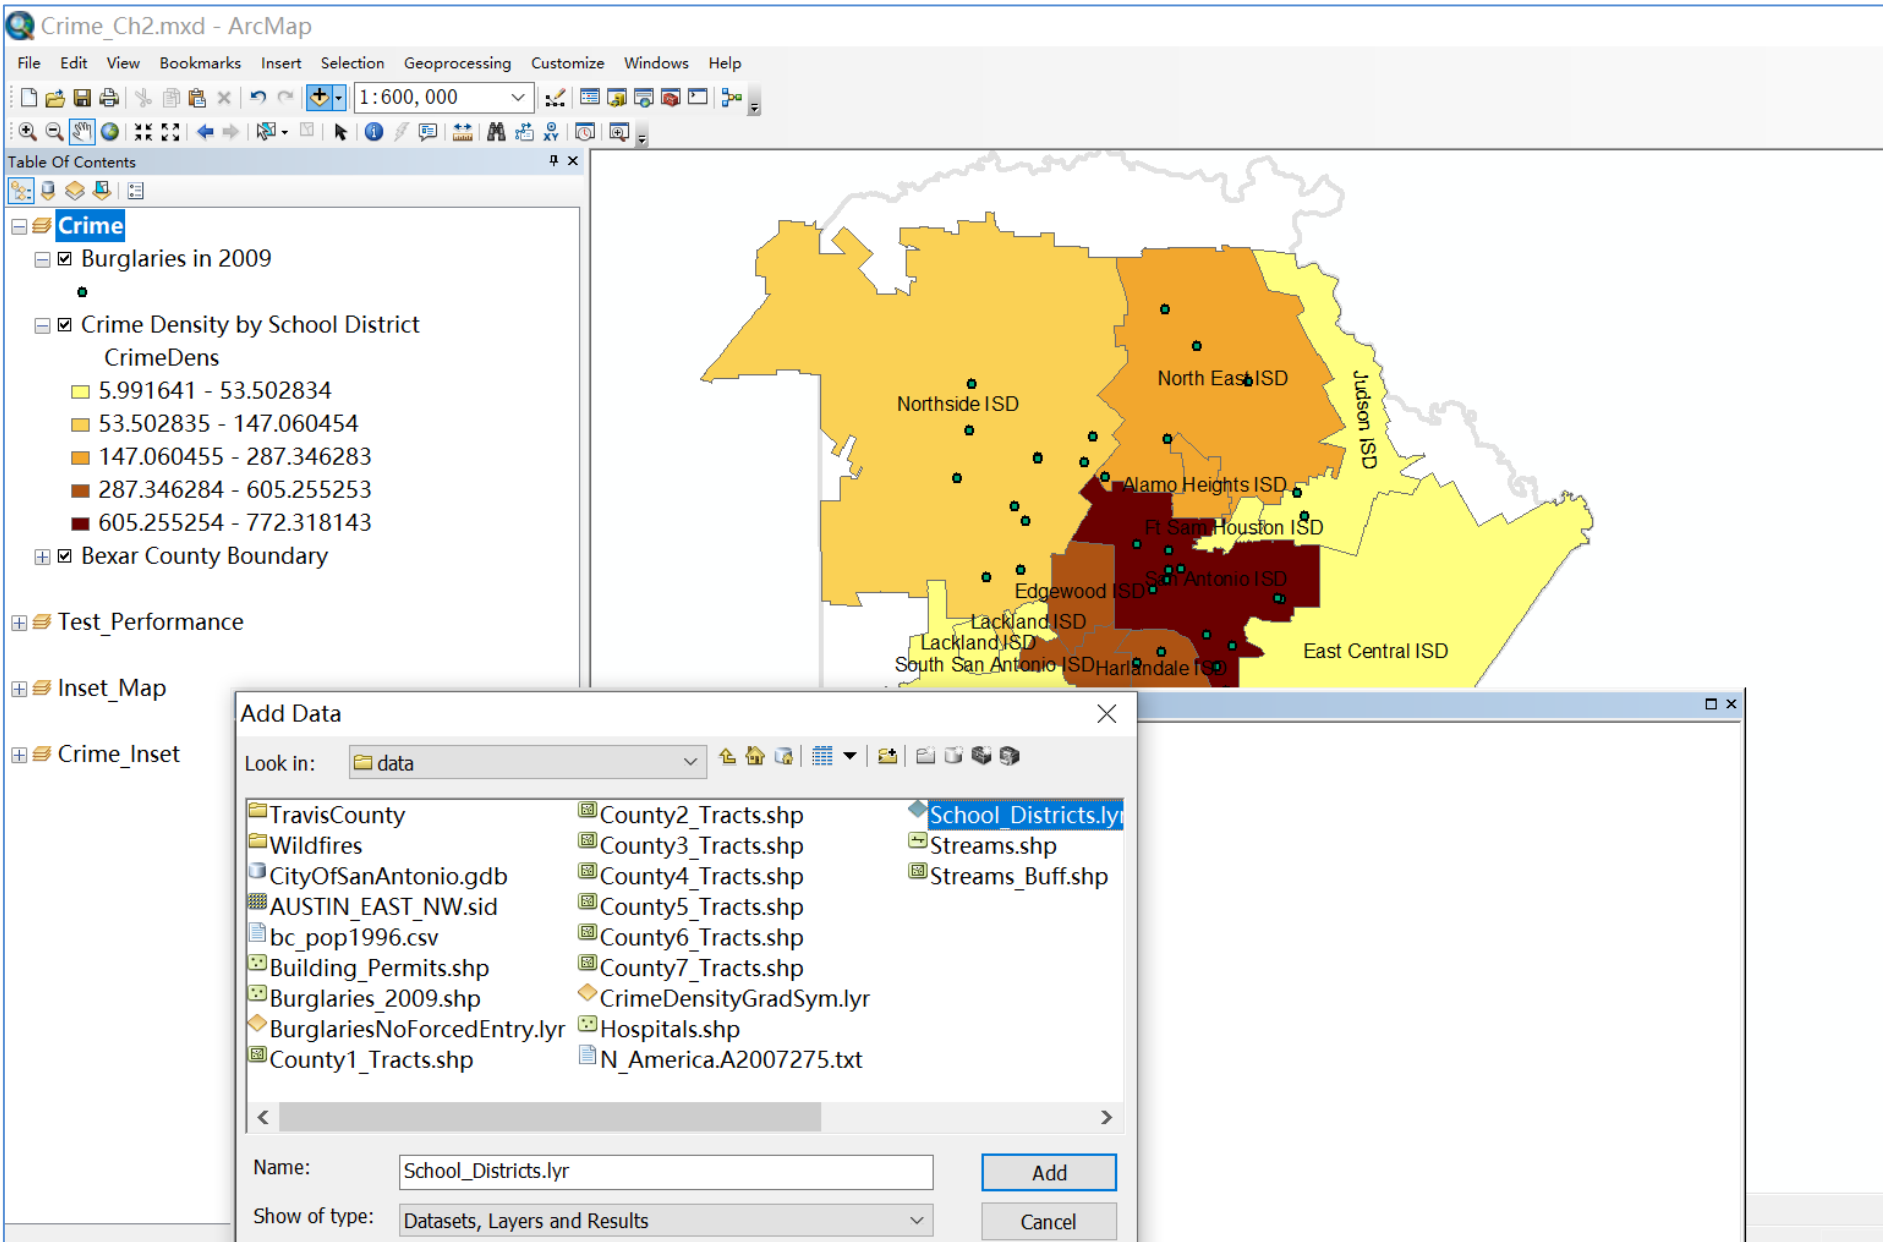 Crime_Ch2.mxd - ArcMap
File Edit View Bookmarks Insert Selection Geoprocessing Customize Windows Help
1:600,000
Table Of Contents
Crime
Burglaries in 2009
Crime Density by School District
CrimeDens
5.991641 - 53.502834
53.502835 - 147.060454
147.060455 - 287.346283
287.346284 - 605.255253
605.255254 - 772.318143
Bexar County Boundary
Test_Performance
Inset_Map
Crime_Inset
Northside ISD
North East ISD
Judson ISD
Alamo Heights ISD
Ft Sam Houston ISD
San Antonio ISD
Edgewood ISD
Lackland ISD
Lackland ISD
South San Antonio ISD
Harlandale ISD
East Central ISD
Add Data
Look in: data
TravisCounty
Wildfires
CityOfSanAntonio.gdb
AUSTIN_EAST_NW.sid
bc_pop1996.csv
Building_Permits.shp
Burglaries_2009.shp
BurglariesNoForcedEntry.lyr
County1_Tracts.shp
County2_Tracts.shp
County3_Tracts.shp
County4_Tracts.shp
County5_Tracts.shp
County6_Tracts.shp
County7_Tracts.shp
CrimeDensityGradSym.lyr
Hospitals.shp
N_America.A2007275.txt
School_Districts.lyr
Streams.shp
Streams_Buff.shp
Name: School_Districts.lyr
Add
Show of type: Datasets, Layers and Results
Cancel